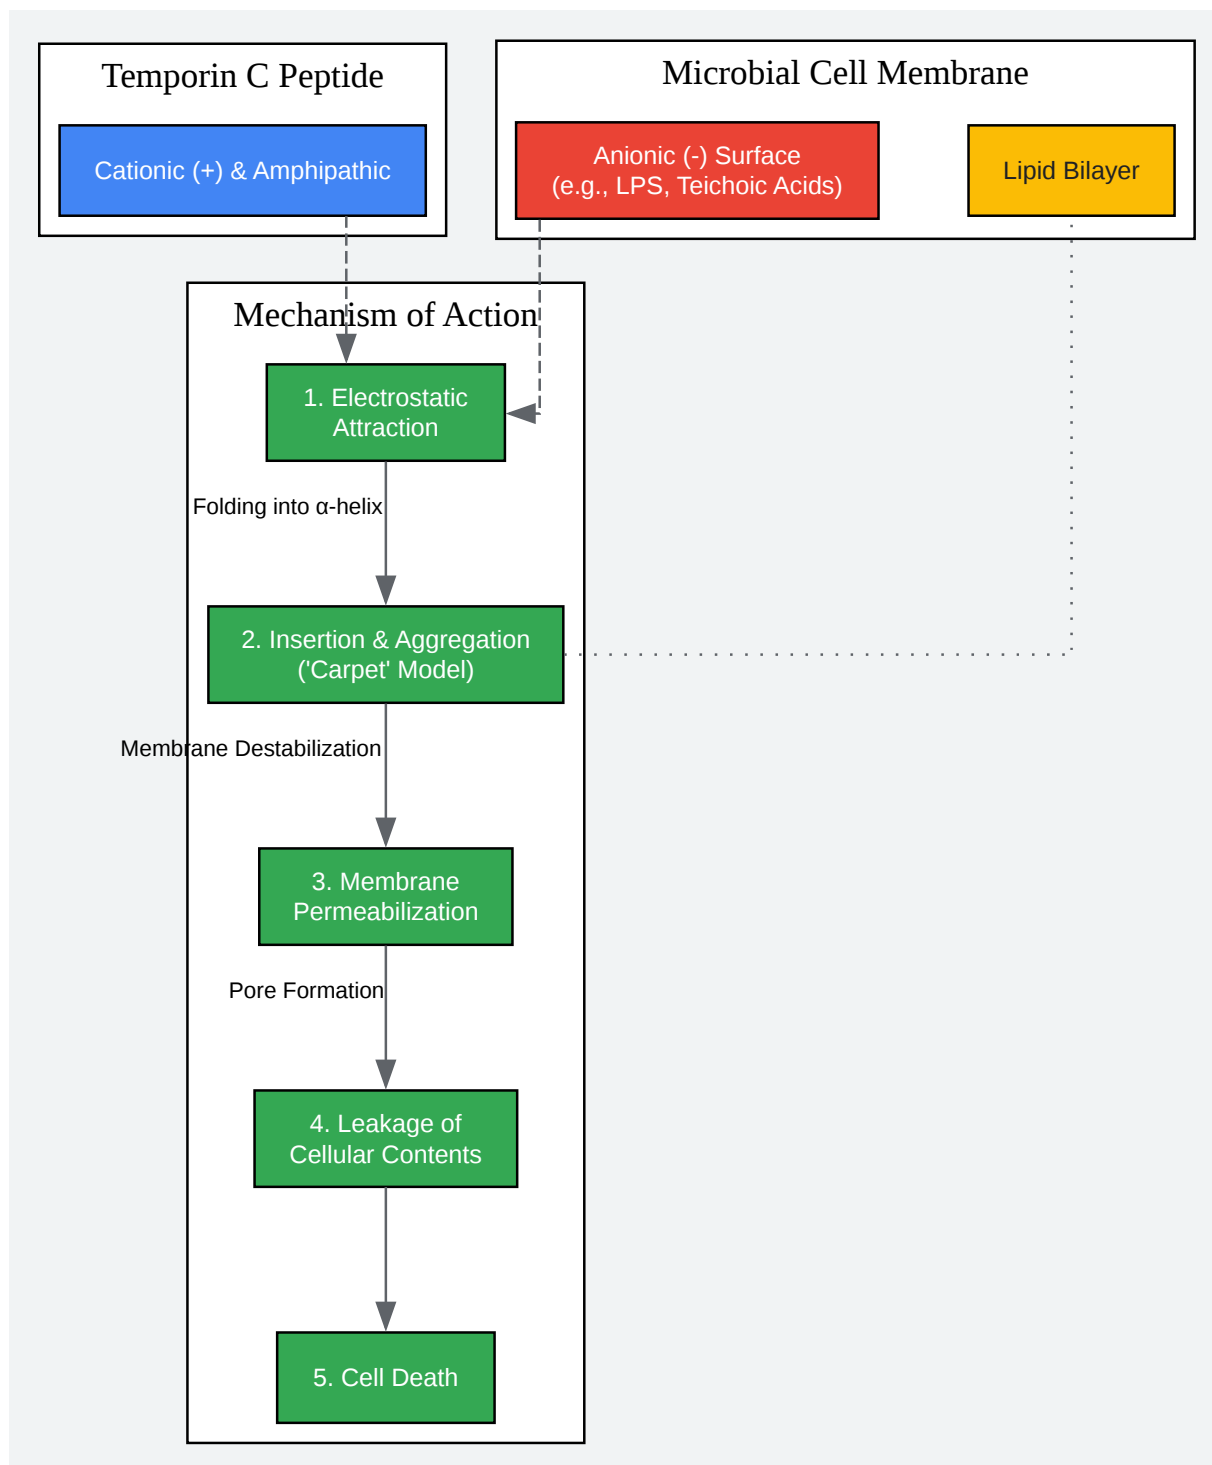 Temporin C Peptide
Cationic (+) & Amphipathic
Microbial Cell Membrane
Anionic (-) Surface
(e.g., LPS, Teichoic Acids)
Lipid Bilayer
Mechanism of Action
1. Electrostatic
Attraction
Folding into α-helix
2. Insertion & Aggregation
('Carpet' Model)
Membrane Destabilization
3. Membrane
Permeabilization
Pore Formation
4. Leakage of
Cellular Contents
5. Cell Death